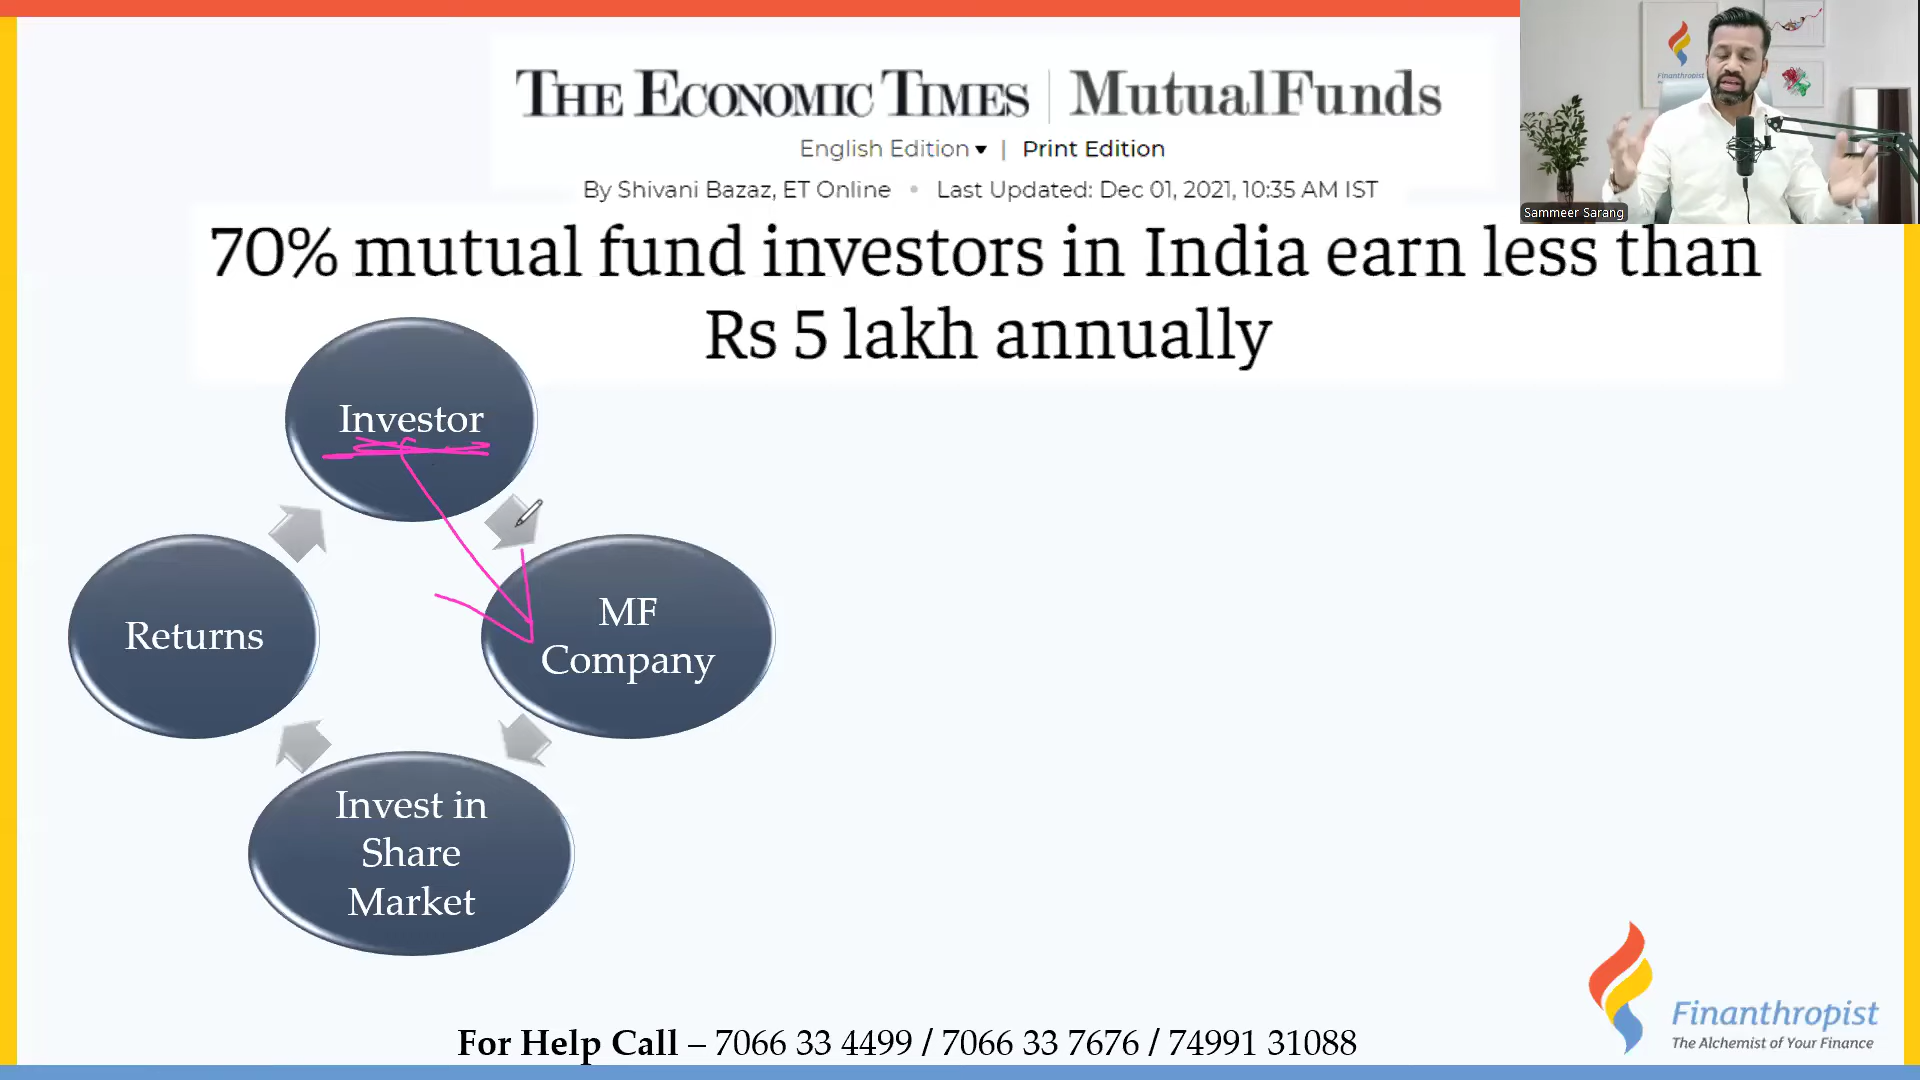 THE ECONOMIC TIMES | MutualFunds
English Edition ▾ | Print Edition
By Shivani Bazaz, ET Online • Last Updated: Dec 01, 2021, 10:35 AM IST
70% mutual fund investors in India earn less than
Rs 5 lakh annually
Finanthropist
Sammeer Sarang
Investor
MF
Company
Returns
Invest in
Share
Market
Finanthropist
The Alchemist of Your Finance
For Help Call – 7066 33 4499 / 7066 33 7676 / 74991 31088